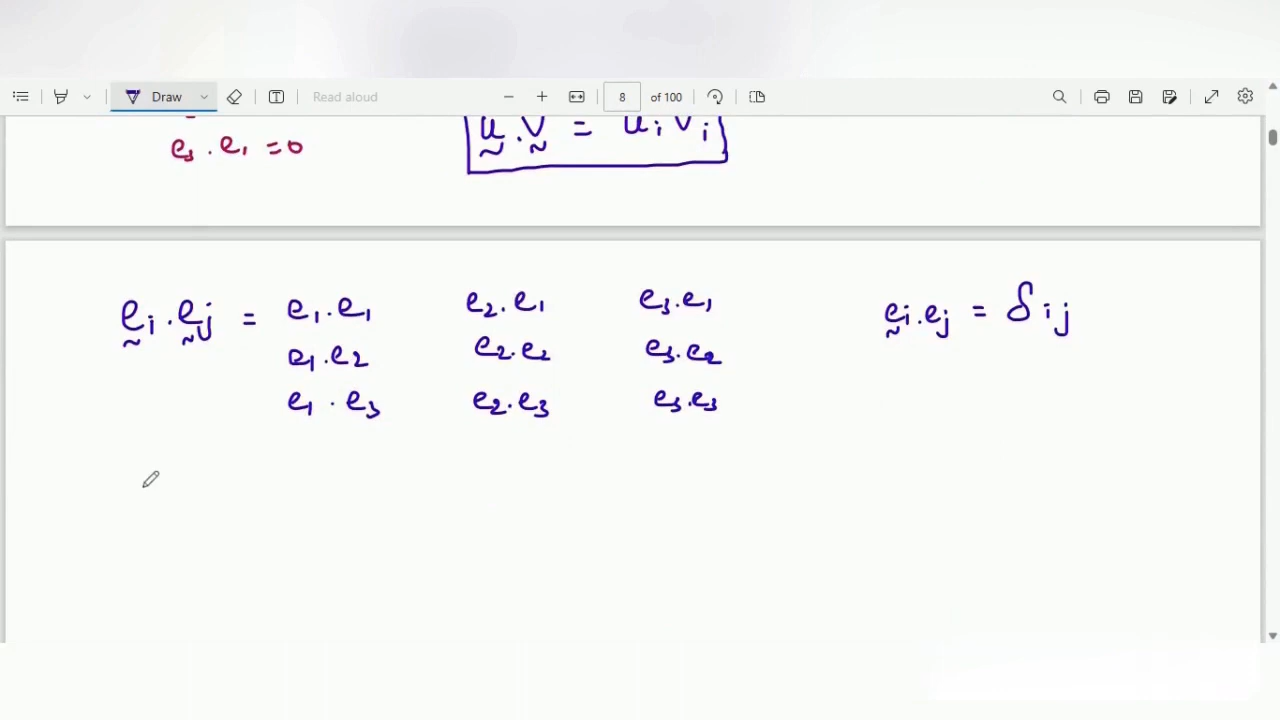 Draw
Read aloud
8 of 100
e₃ . e₁ = 0
u . v = uᵢ vᵢ
eᵢ . eⱼ = e₁ . e₁ e₂ . e₁ e₃ . e₁ eᵢ . eⱼ = δᵢⱼ
e₁ . e₂ e₂ . e₂ e₃ . e₂
e₁ . e₃ e₂ . e₃ e₃ . e₃